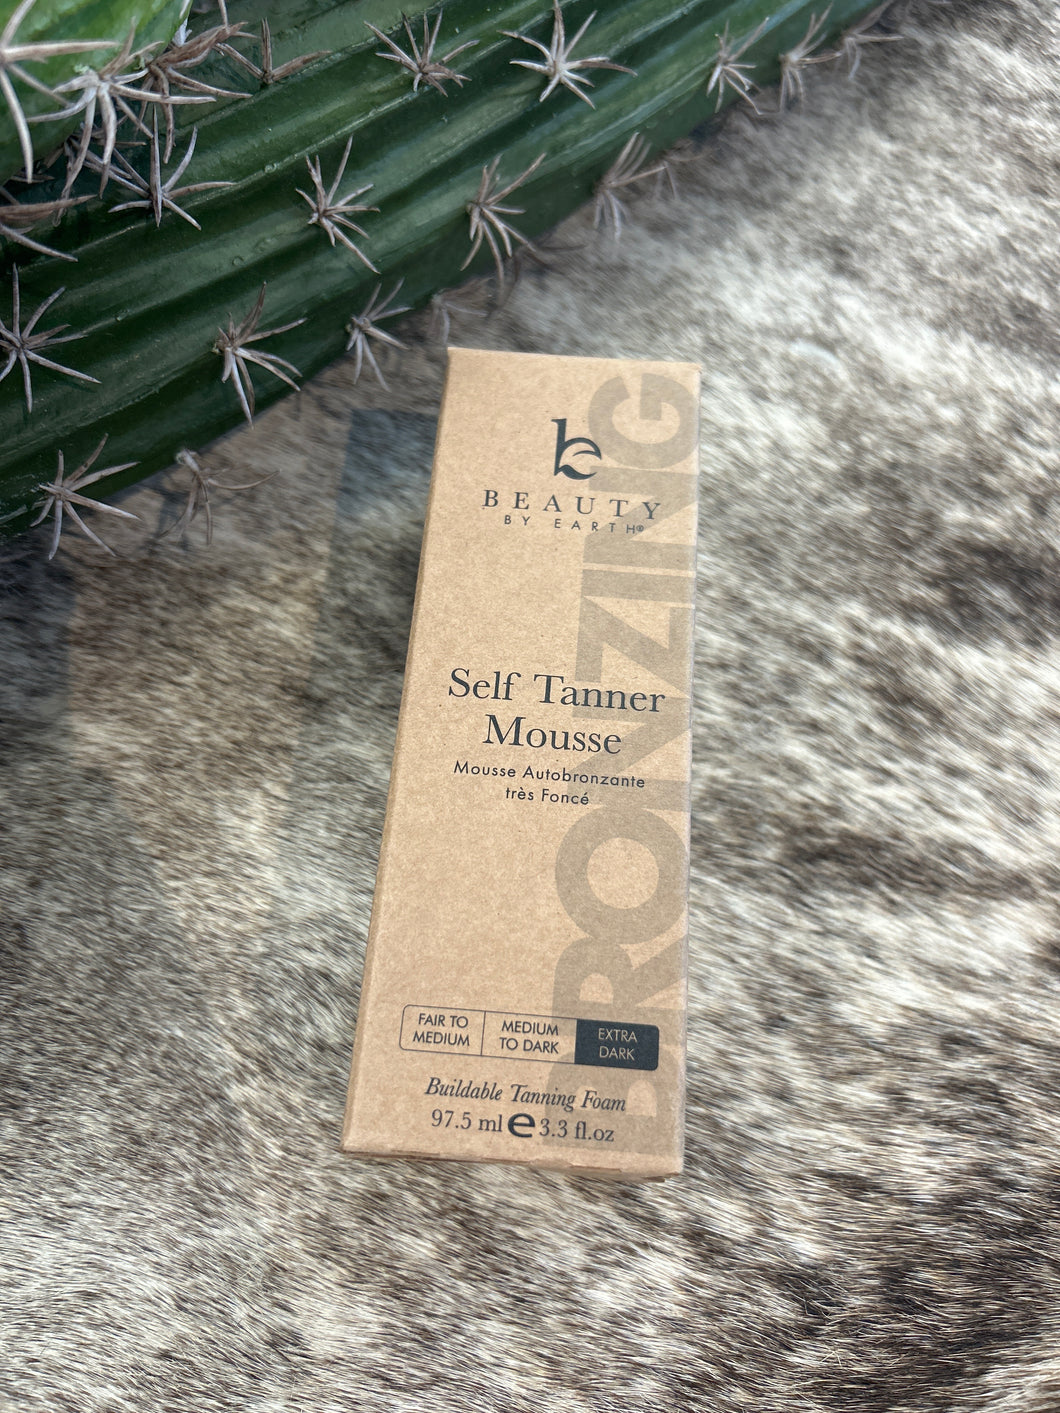 be
BEAUTY
BY EARTH®
BRONZING
Self Tanner
Mousse
Mousse Autobronzante
très Foncé
FAIR TO
MEDIUM
MEDIUM
TO DARK
EXTRA
DARK
Buildable Tanning Foam
97.5 ml e 3.3 fl.oz